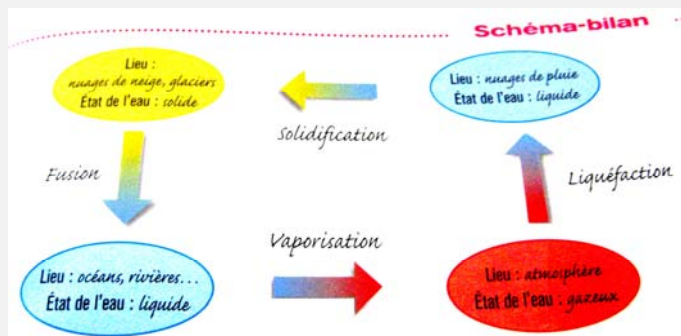 Schéma-bilan
Lieu :
nuages de neige, glaciers
État de l'eau : solide
Lieu : nuages de pluie
État de l'eau : liquide
Solidification
Fusion
Liquéfaction
Vaporisation
Lieu : océans, rivières...
État de l'eau : liquide
Lieu : atmosphère
État de l'eau : gazeux